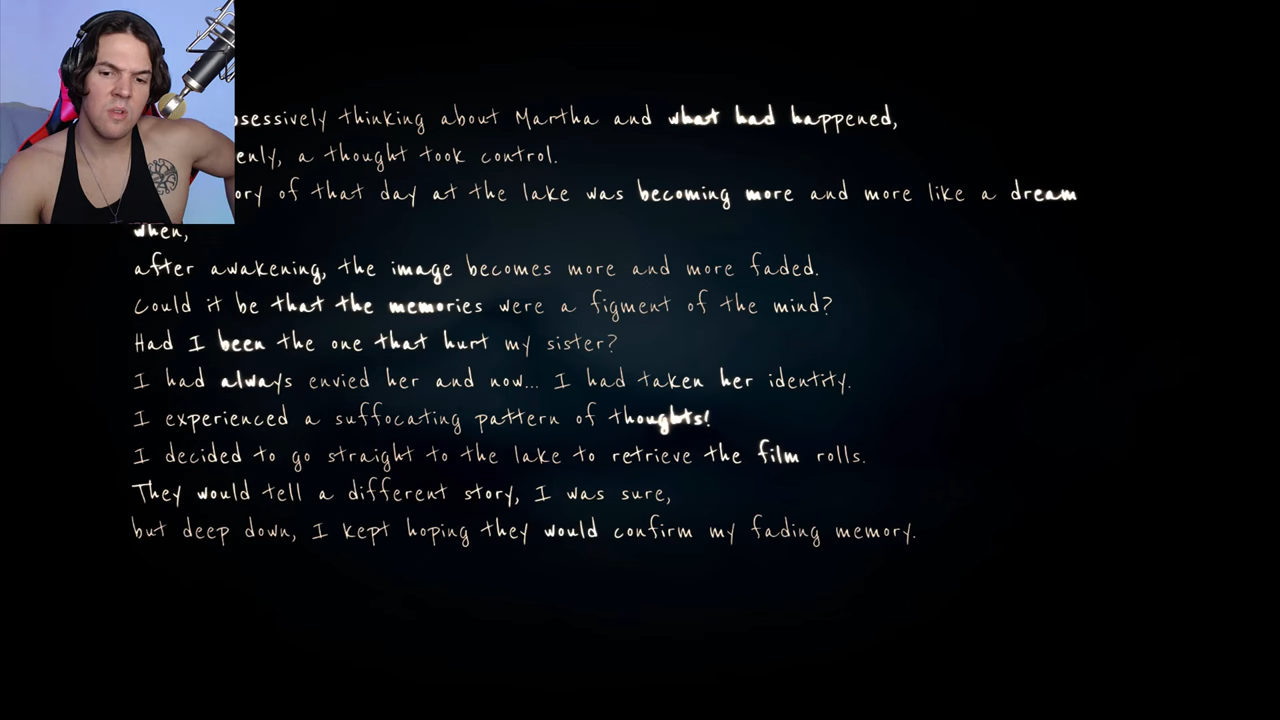 thinking about Martha and what had happened,
a thought took control.
of that day at the lake was becoming more and more like a dream
when,
after awakening, the image becomes more and more faded.
Could it be that the memories were a figment of the mind?
Had I been the one that hurt my sister?
I had always envied her and now... I had taken her identity.
I experienced a suffocating pattern of thoughts!
I decided to go straight to the lake to retrieve the film rolls.
They would tell a different story, I was sure,
but deep down, I kept hoping they would confirm my fading memory.